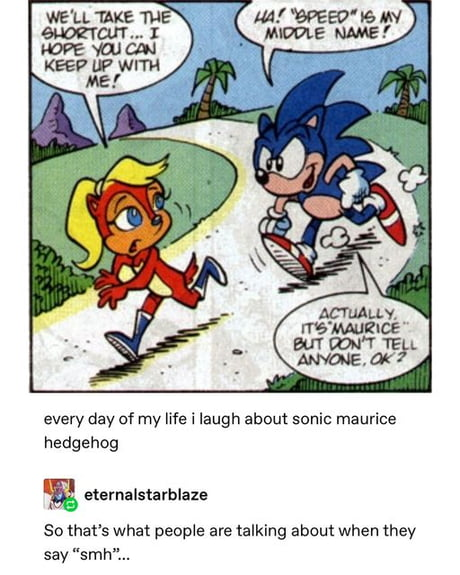 WE'LL TAKE THE
SHORTCUT... I
HOPE YOU CAN
KEEP UP WITH
ME!
HA! "SPEED" IS MY
MIDDLE NAME!
ACTUALLY,
IT'S "MAURICE"
BUT DON'T TELL
ANYONE, OK?
every day of my life i laugh about sonic maurice
hedgehog
eternalstarblaze
So that's what people are talking about when they
say "smh"...